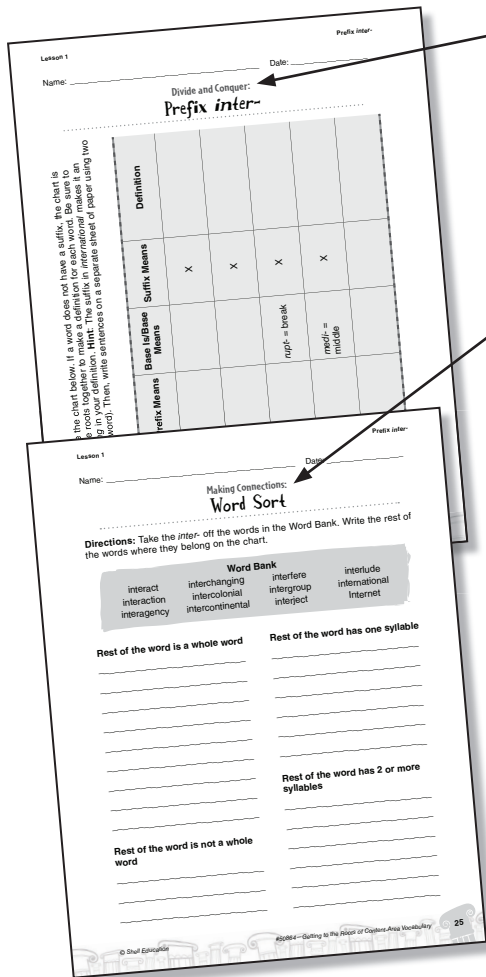 Lesson 1
Prefix inter-
Name:
Date:
Divide and Conquer:
Prefix inter-
the chart below. If a word does not have a suffix, the chart is
roots together to make a definition for each word. Be sure to
in your definition. Hint: The suffix in international makes it an
word). Then, write sentences on a separate sheet of paper using two
Prefix Means
Base Is/Base Means
Suffix Means
Definition
X
X
rupt- = break
X
medi- = middle
X
Lesson 1
Prefix inter-
Name:
Date:
Making Connections:
Word Sort
Directions: Take the inter- off the words in the Word Bank. Write the rest of
the words where they belong on the chart.
Word Bank
interact interchanging interfere interlude
interaction intercolonial intergroup international
interagency intercontinental interject Internet
Rest of the word is a whole word
Rest of the word has one syllable
Rest of the word has 2 or more
syllables
Rest of the word is not a whole
word
© Shell Education
#50864—Getting to the Roots of Content-Area Vocabulary
25